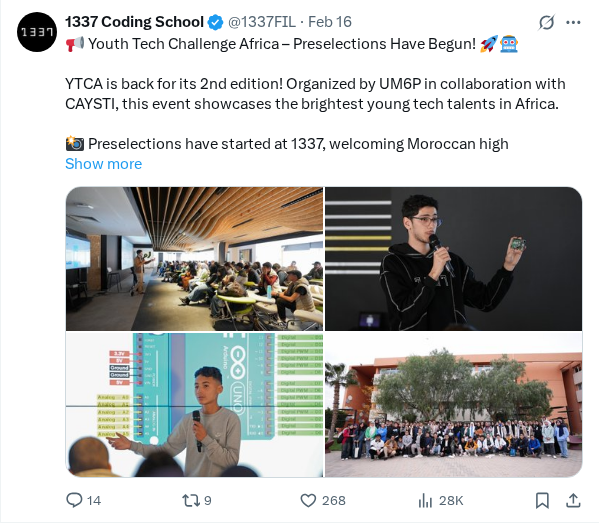 1337 Coding School @1337FIL · Feb 16
📢 Youth Tech Challenge Africa – Preselections Have Begun! 🚀🤖
YTCA is back for its 2nd edition! Organized by UM6P in collaboration with
CAYSTI, this event showcases the brightest young tech talents in Africa.
📸 Preselections have started at 1337, welcoming Moroccan high
Show more
3.3V
5V
Ground
Ground
5V
Analog A0
Arduino
UNO
14
9
268
28K